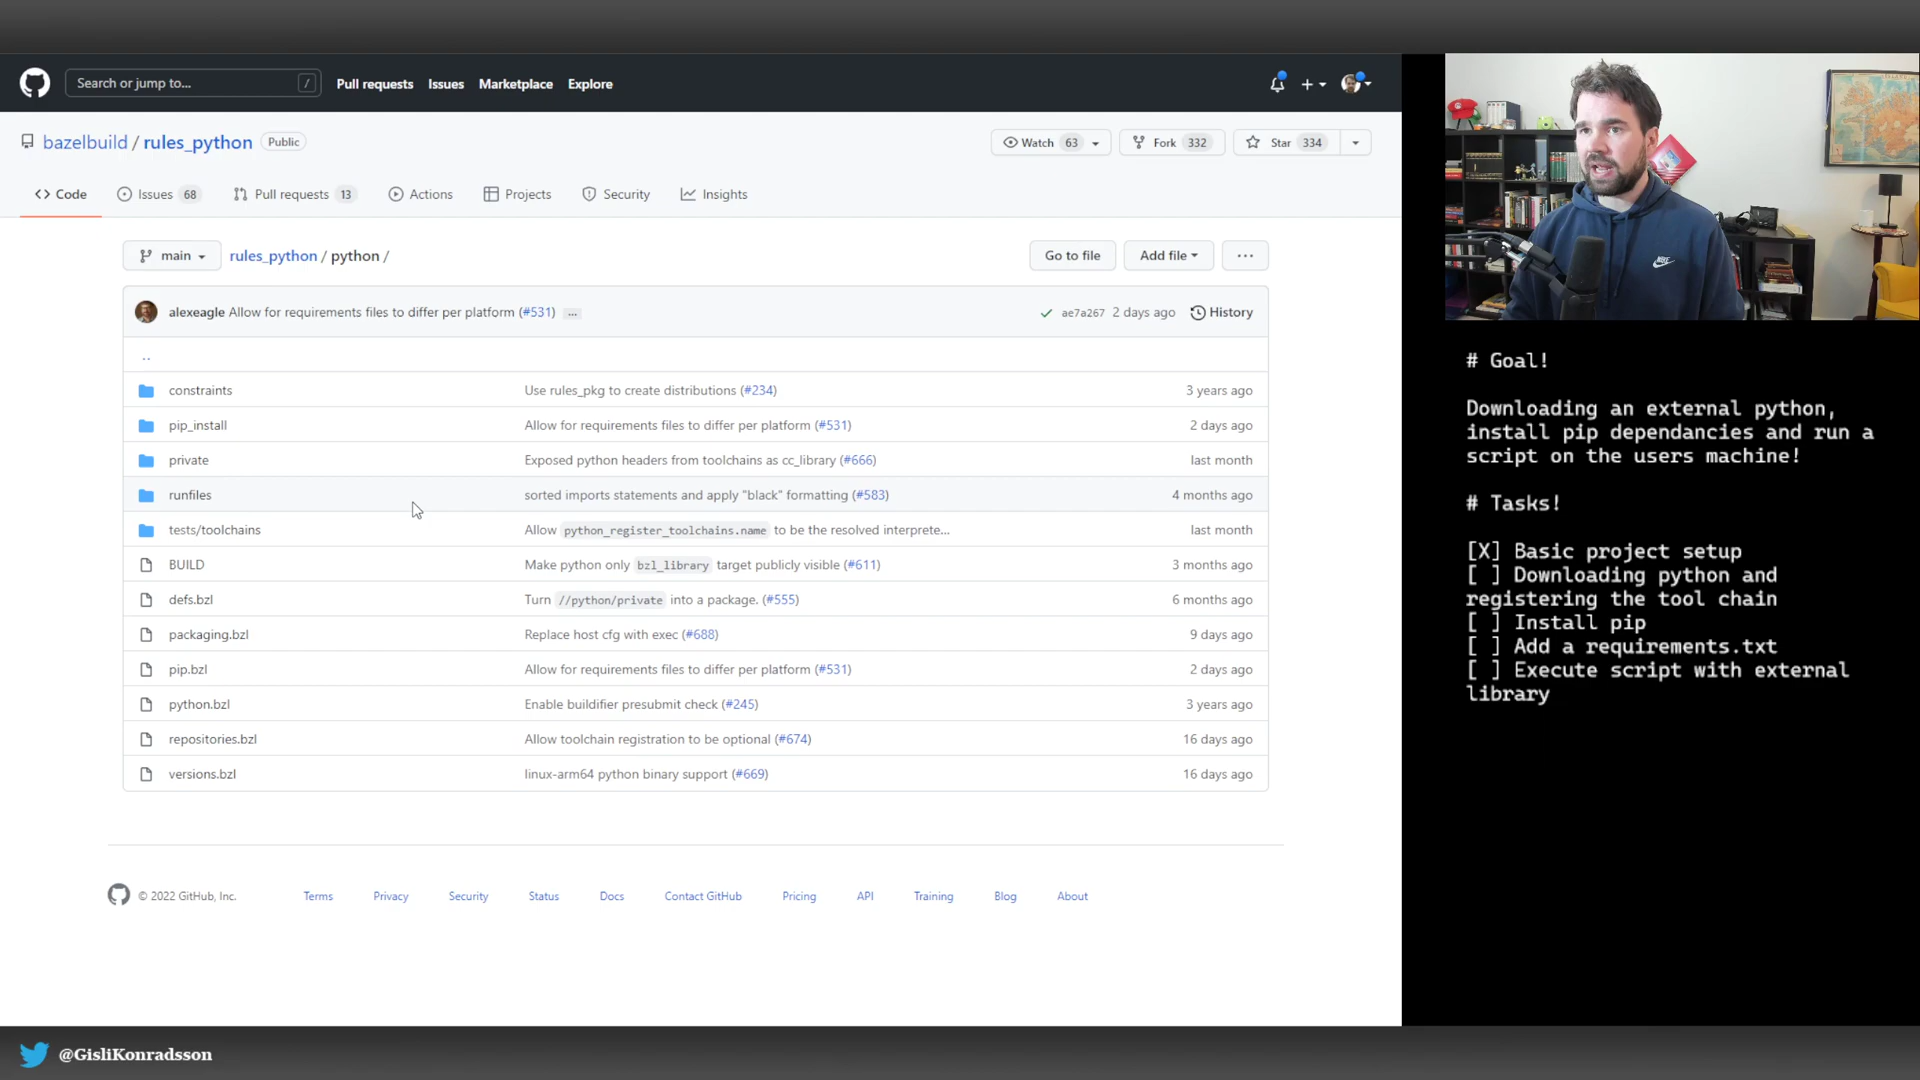 Search or jump to... /
Pull requests Issues Marketplace Explore
bazelbuild / rules_python Public
Watch 63 Fork 332 Star 334
Code Issues 68 Pull requests 13 Actions Projects Security Insights
main rules_python / python / Go to file Add file ...
alexeagle Allow for requirements files to differ per platform (#531) ... ae7a267 2 days ago History
..
constraints Use rules_pkg to create distributions (#234) 3 years ago
pip_install Allow for requirements files to differ per platform (#531) 2 days ago
private Exposed python headers from toolchains as cc_library (#666) last month
runfiles sorted imports statements and apply "black" formatting (#583) 4 months ago
tests/toolchains Allow python_register_toolchains.name to be the resolved interprete... last month
BUILD Make python only bzl_library target publicly visible (#611) 3 months ago
defs.bzl Turn //python/private into a package. (#555) 6 months ago
packaging.bzl Replace host cfg with exec (#688) 9 days ago
pip.bzl Allow for requirements files to differ per platform (#531) 2 days ago
python.bzl Enable buildifier presubmit check (#245) 3 years ago
repositories.bzl Allow toolchain registration to be optional (#674) 16 days ago
versions.bzl linux-arm64 python binary support (#669) 16 days ago
© 2022 GitHub, Inc. Terms Privacy Security Status Docs Contact GitHub Pricing API Training Blog About
# Goal!
Downloading an external python,
install pip dependancies and run a
script on the users machine!
# Tasks!
[X] Basic project setup
[ ] Downloading python and
registering the tool chain
[ ] Install pip
[ ] Add a requirements.txt
[ ] Execute script with external
library
@GisliKonradsson